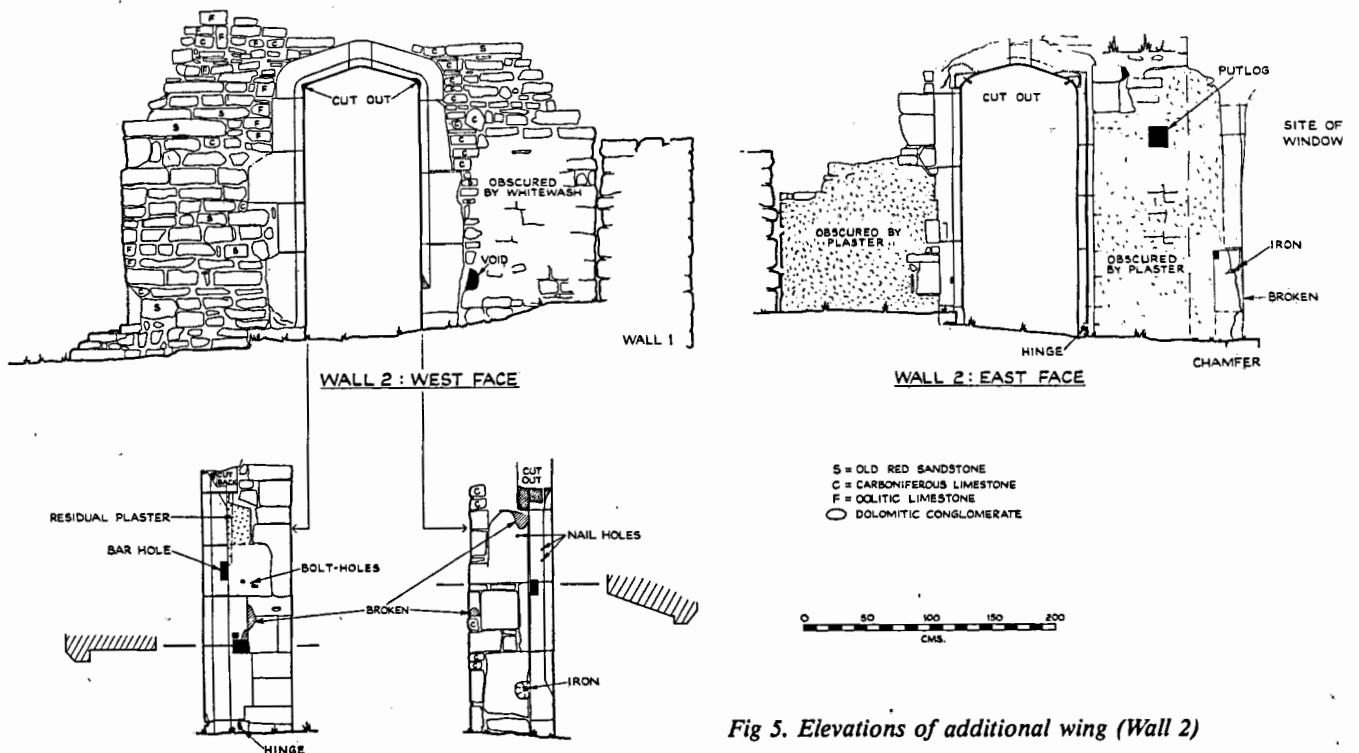 F
F
F
F
C
C
F
C
F
C
C
S
C
CUT OUT
F
F
C
C
C
S
F
C
S
C
F
F
C
C
OBSCURED
BY WHITEWASH
C
S
F
S
F
VOID
C
S
WALL 1
WALL 2 : WEST FACE
CUT OUT
PUTLOG
SITE OF
WINDOW
OBSCURED BY
PLASTER
OBSCURED
BY PLASTER
IRON
BROKEN
HINGE
CHAMFER
WALL 2 : EAST FACE
CUT
BACK
RESIDUAL PLASTER
BAR HOLE
BOLT-HOLES
BROKEN
HINGE
C
C
CUT
OUT
NAIL HOLES
C
C
C
IRON
S = OLD RED SANDSTONE
C = CARBONIFEROUS LIMESTONE
F = OOLITIC LIMESTONE
DOLOMITIC CONGLOMERATE
0 50 100 150 200
CMS.
Fig 5. Elevations of additional wing (Wall 2)